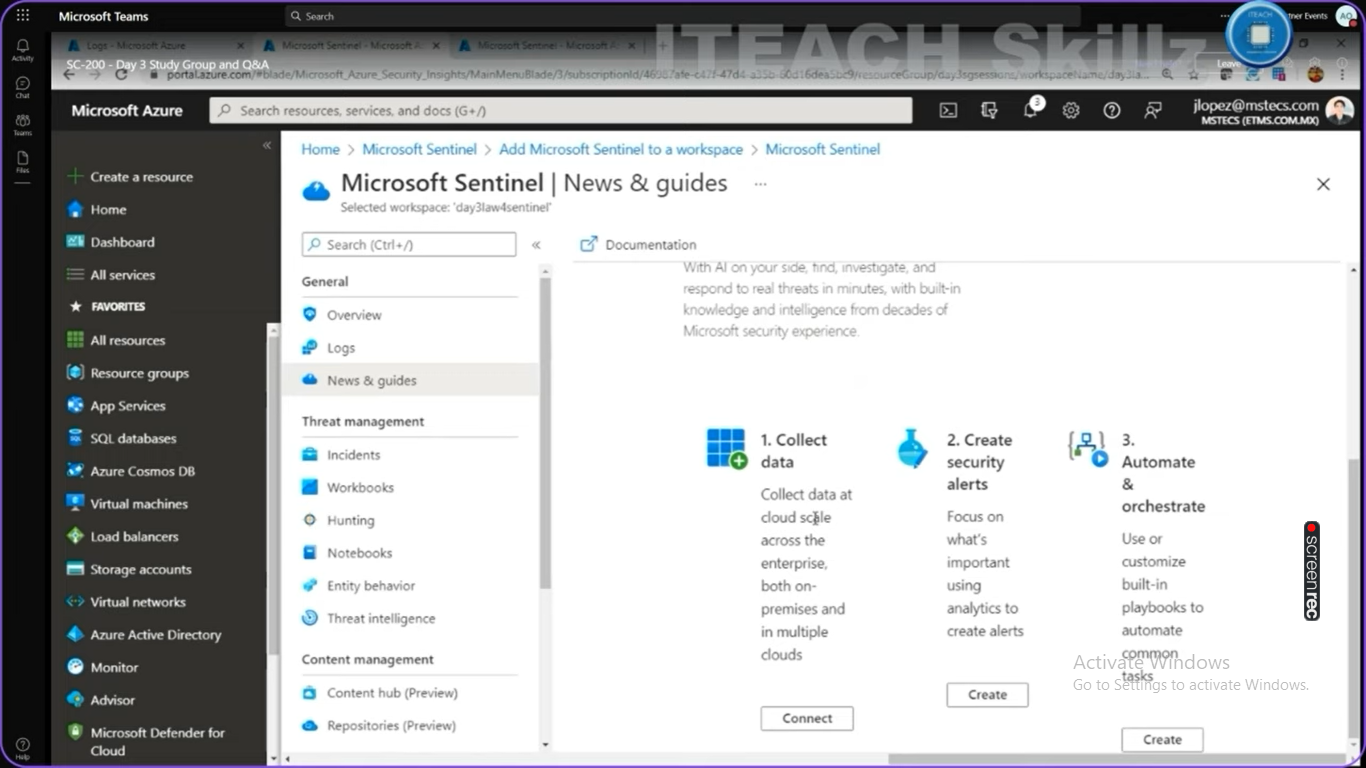 Microsoft Teams
Search
rtner Events
AO
ITEACH
ITEACH Skillz
Activity
Chat
Teams
Files
Help
Logs - Microsoft Azure
Microsoft Sentinel - Microsoft A
Microsoft Sentinel - Microsoft A
SC-200 - Day 3 Study Group and Q&A
Leave
Microsoft Azure
Search resources, services, and docs (G+/)
3
jlopez@mstecs.com
MSTECS (ETMS.COM.MX)
Create a resource
Home
Dashboard
All services
FAVORITES
All resources
Resource groups
App Services
SQL databases
Azure Cosmos DB
Virtual machines
Load balancers
Storage accounts
Virtual networks
Azure Active Directory
Monitor
Advisor
Microsoft Defender for
Cloud
Home > Microsoft Sentinel > Add Microsoft Sentinel to a workspace > Microsoft Sentinel
Microsoft Sentinel | News & guides ...
Selected workspace: 'day3law4sentinel'
Search (Ctrl+/)
Documentation
General
Overview
Logs
News & guides
Threat management
Incidents
Workbooks
Hunting
Notebooks
Entity behavior
Threat intelligence
Content management
Content hub (Preview)
Repositories (Preview)
With AI on your side, find, investigate, and
respond to real threats in minutes, with built-in
knowledge and intelligence from decades of
Microsoft security experience.
1. Collect
data
Collect data at
cloud scale
across the
enterprise,
both on-
premises and
in multiple
clouds
Connect
2. Create
security
alerts
Focus on
what's
important
using
analytics to
create alerts
Create
3.
Automate
&
orchestrate
Use or
customize
built-in
playbooks to
automate
common
tasks
Create
screenrec
Activate Windows
Go to Settings to activate Windows.